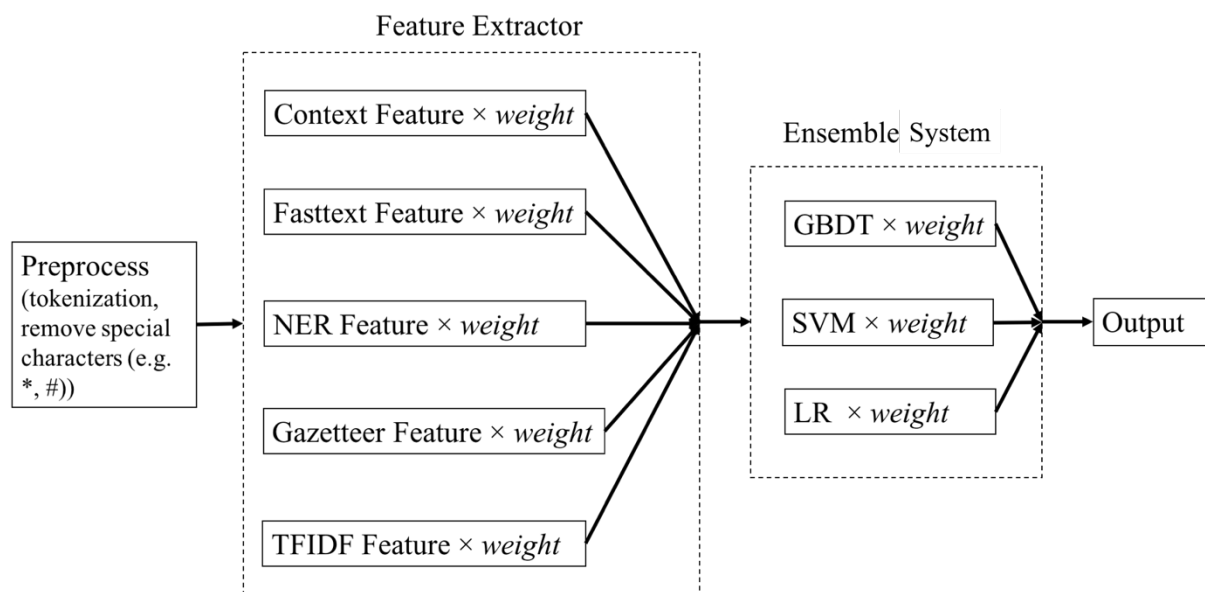 Feature Extractor
Context Feature × weight
Fasttext Feature × weight
NER Feature × weight
Gazetteer Feature × weight
TFIDF Feature × weight
Preprocess
(tokenization,
remove special
characters (e.g.
*, #))
Ensemble System
GBDT × weight
SVM × weight
LR × weight
Output